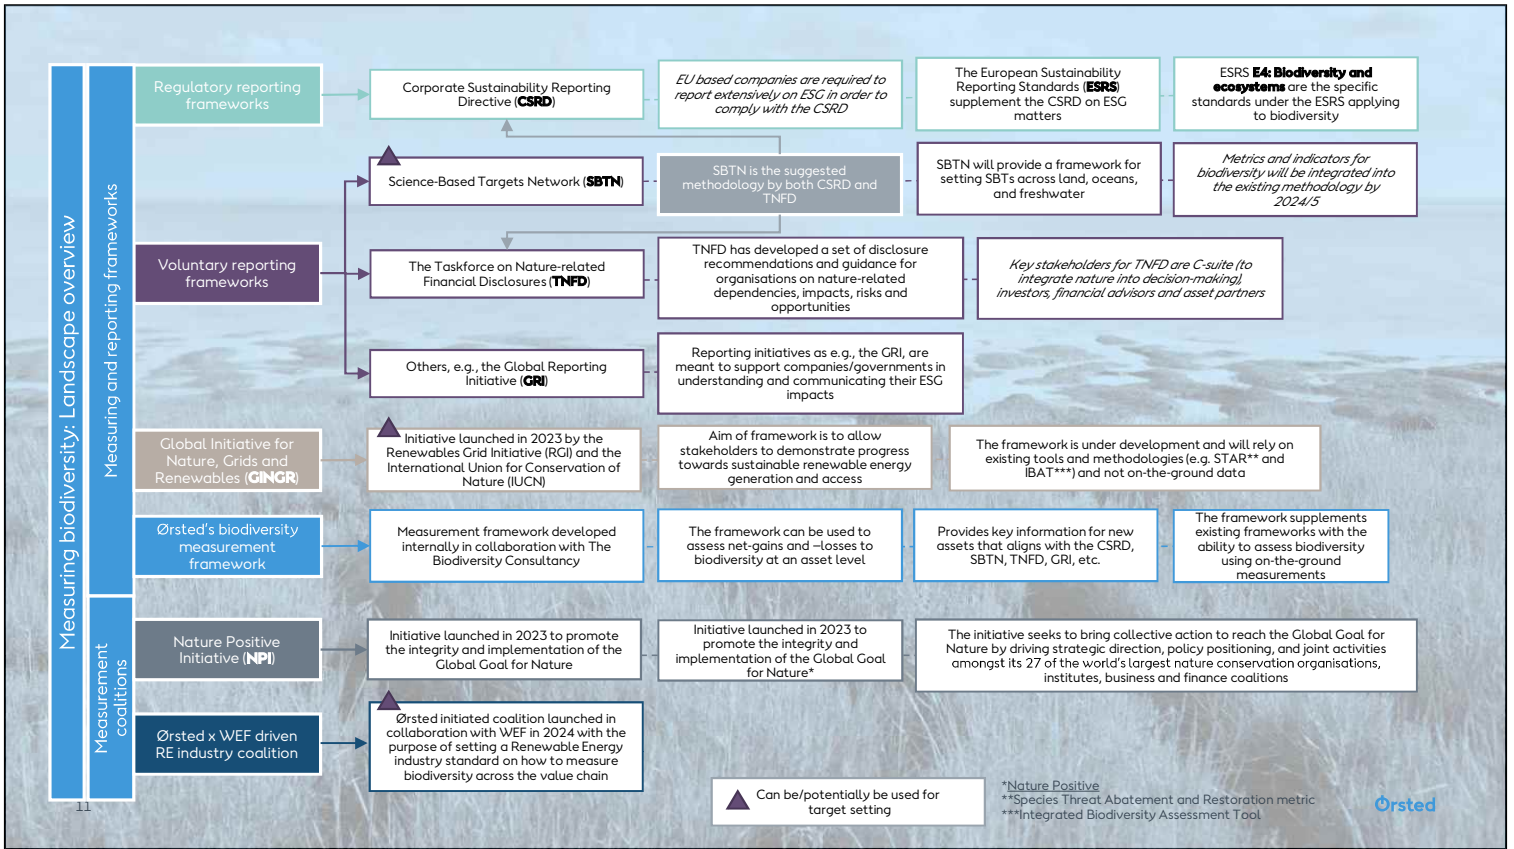 Measuring biodiversity: Landscape overview
Measuring and reporting frameworks
Regulatory reporting
frameworks
Corporate Sustainability Reporting
Directive (CSRD)
EU based companies are required to
report extensively on ESG in order to
comply with the CSRD
The European Sustainability
Reporting Standards (ESRS)
supplement the CSRD on ESG
matters
ESRS E4: Biodiversity and
ecosystems are the specific
standards under the ESRS applying
to biodiversity
Voluntary reporting
frameworks
Science-Based Targets Network (SBTN)
SBTN is the suggested
methodology by both CSRD and
TNFD
SBTN will provide a framework for
setting SBTs across land, oceans,
and freshwater
Metrics and indicators for
biodiversity will be integrated into
the existing methodology by
2024/5
The Taskforce on Nature-related
Financial Disclosures (TNFD)
TNFD has developed a set of disclosure
recommendations and guidance for
organisations on nature-related
dependencies, impacts, risks and
opportunities
Key stakeholders for TNFD are C-suite (to
integrate nature into decision-making),
investors, financial advisors and asset partners
Others, e.g., the Global Reporting
Initiative (GRI)
Reporting initiatives as e.g., the GRI, are
meant to support companies/governments in
understanding and communicating their ESG
impacts
Global Initiative for
Nature, Grids and
Renewables (GINGR)
Initiative launched in 2023 by the
Renewables Grid Initiative (RGI) and the
International Union for Conservation of
Nature (IUCN)
Aim of framework is to allow
stakeholders to demonstrate progress
towards sustainable renewable energy
generation and access
The framework is under development and will rely on
existing tools and methodologies (e.g. STAR** and
IBAT***) and not on-the-ground data
Ørsted's biodiversity
measurement
framework
Measurement framework developed
internally in collaboration with The
Biodiversity Consultancy
The framework can be used to
assess net-gains and –losses to
biodiversity at an asset level
Provides key information for new
assets that aligns with the CSRD,
SBTN, TNFD, GRI, etc.
The framework supplements
existing frameworks with the
ability to assess biodiversity
using on-the-ground
measurements
Measurement
coalitions
Nature Positive
Initiative (NPI)
Initiative launched in 2023 to promote
the integrity and implementation of the
Global Goal for Nature
Initiative launched in 2023 to
promote the integrity and
implementation of the Global Goal
for Nature*
The initiative seeks to bring collective action to reach the Global Goal for
Nature by driving strategic direction, policy positioning, and joint activities
amongst its 27 of the world's largest nature conservation organisations,
institutes, business and finance coalitions
Ørsted x WEF driven
RE industry coalition
Ørsted initiated coalition launched in
collaboration with WEF in 2024 with the
purpose of setting a Renewable Energy
industry standard on how to measure
biodiversity across the value chain
Can be/potentially be used for
target setting
*Nature Positive
**Species Threat Abatement and Restoration metric
***Integrated Biodiversity Assessment Tool
Ørsted
11